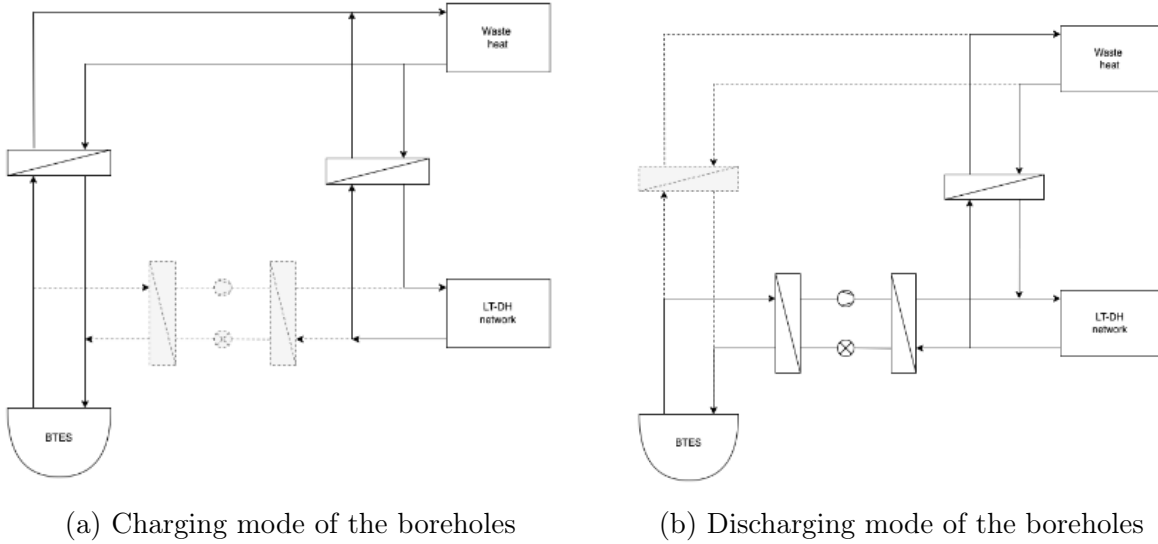 Waste
heat
LT-DH
network
BTES
(a) Charging mode of the boreholes
Waste
heat
LT-DH
network
BTES
(b) Discharging mode of the boreholes